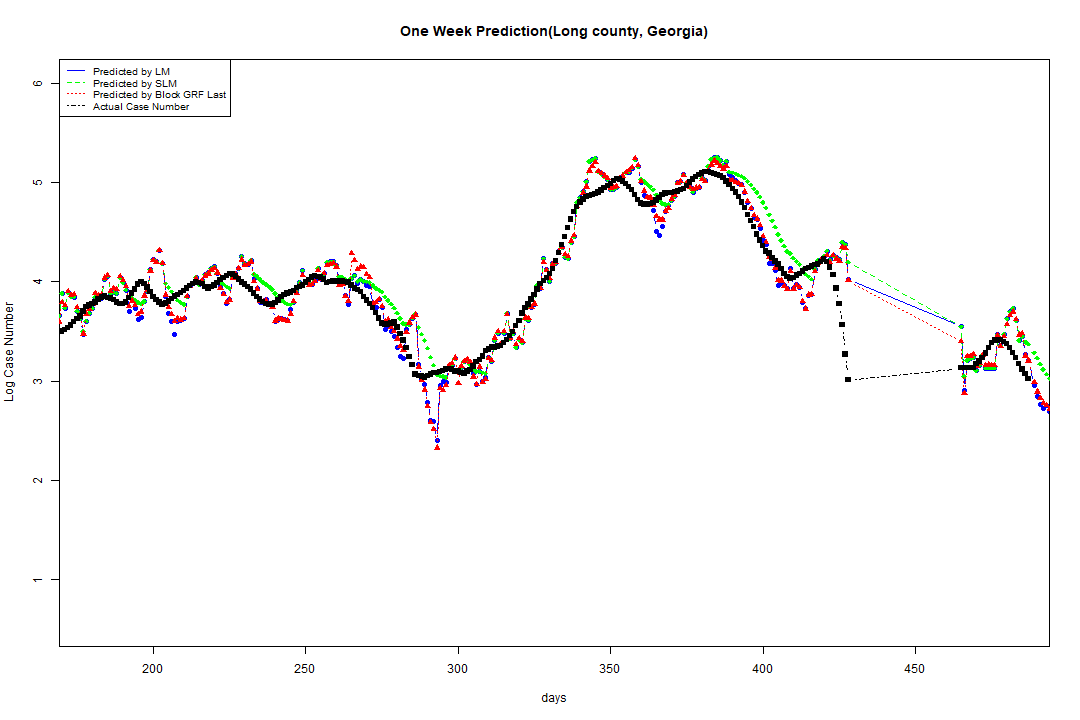 One Week Prediction(Long county, Georgia)
Predicted by LM
Predicted by SLM
Predicted by Block GRF Last
Actual Case Number
6
5
4
3
2
1
Log Case Number
200 250 300 350 400 450
days